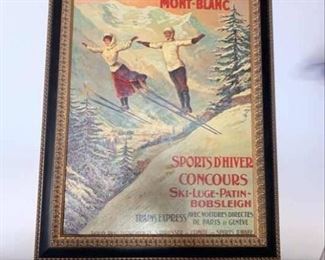 MONT-BLANC
SPORTS D'HIVER
CONCOURS
SKI-LUGE-PATIN-
BOBSLEIGH
TRAINS EXPRESS AVEC VOITURES DIRECTES
DE PARIS ET GENÈVE